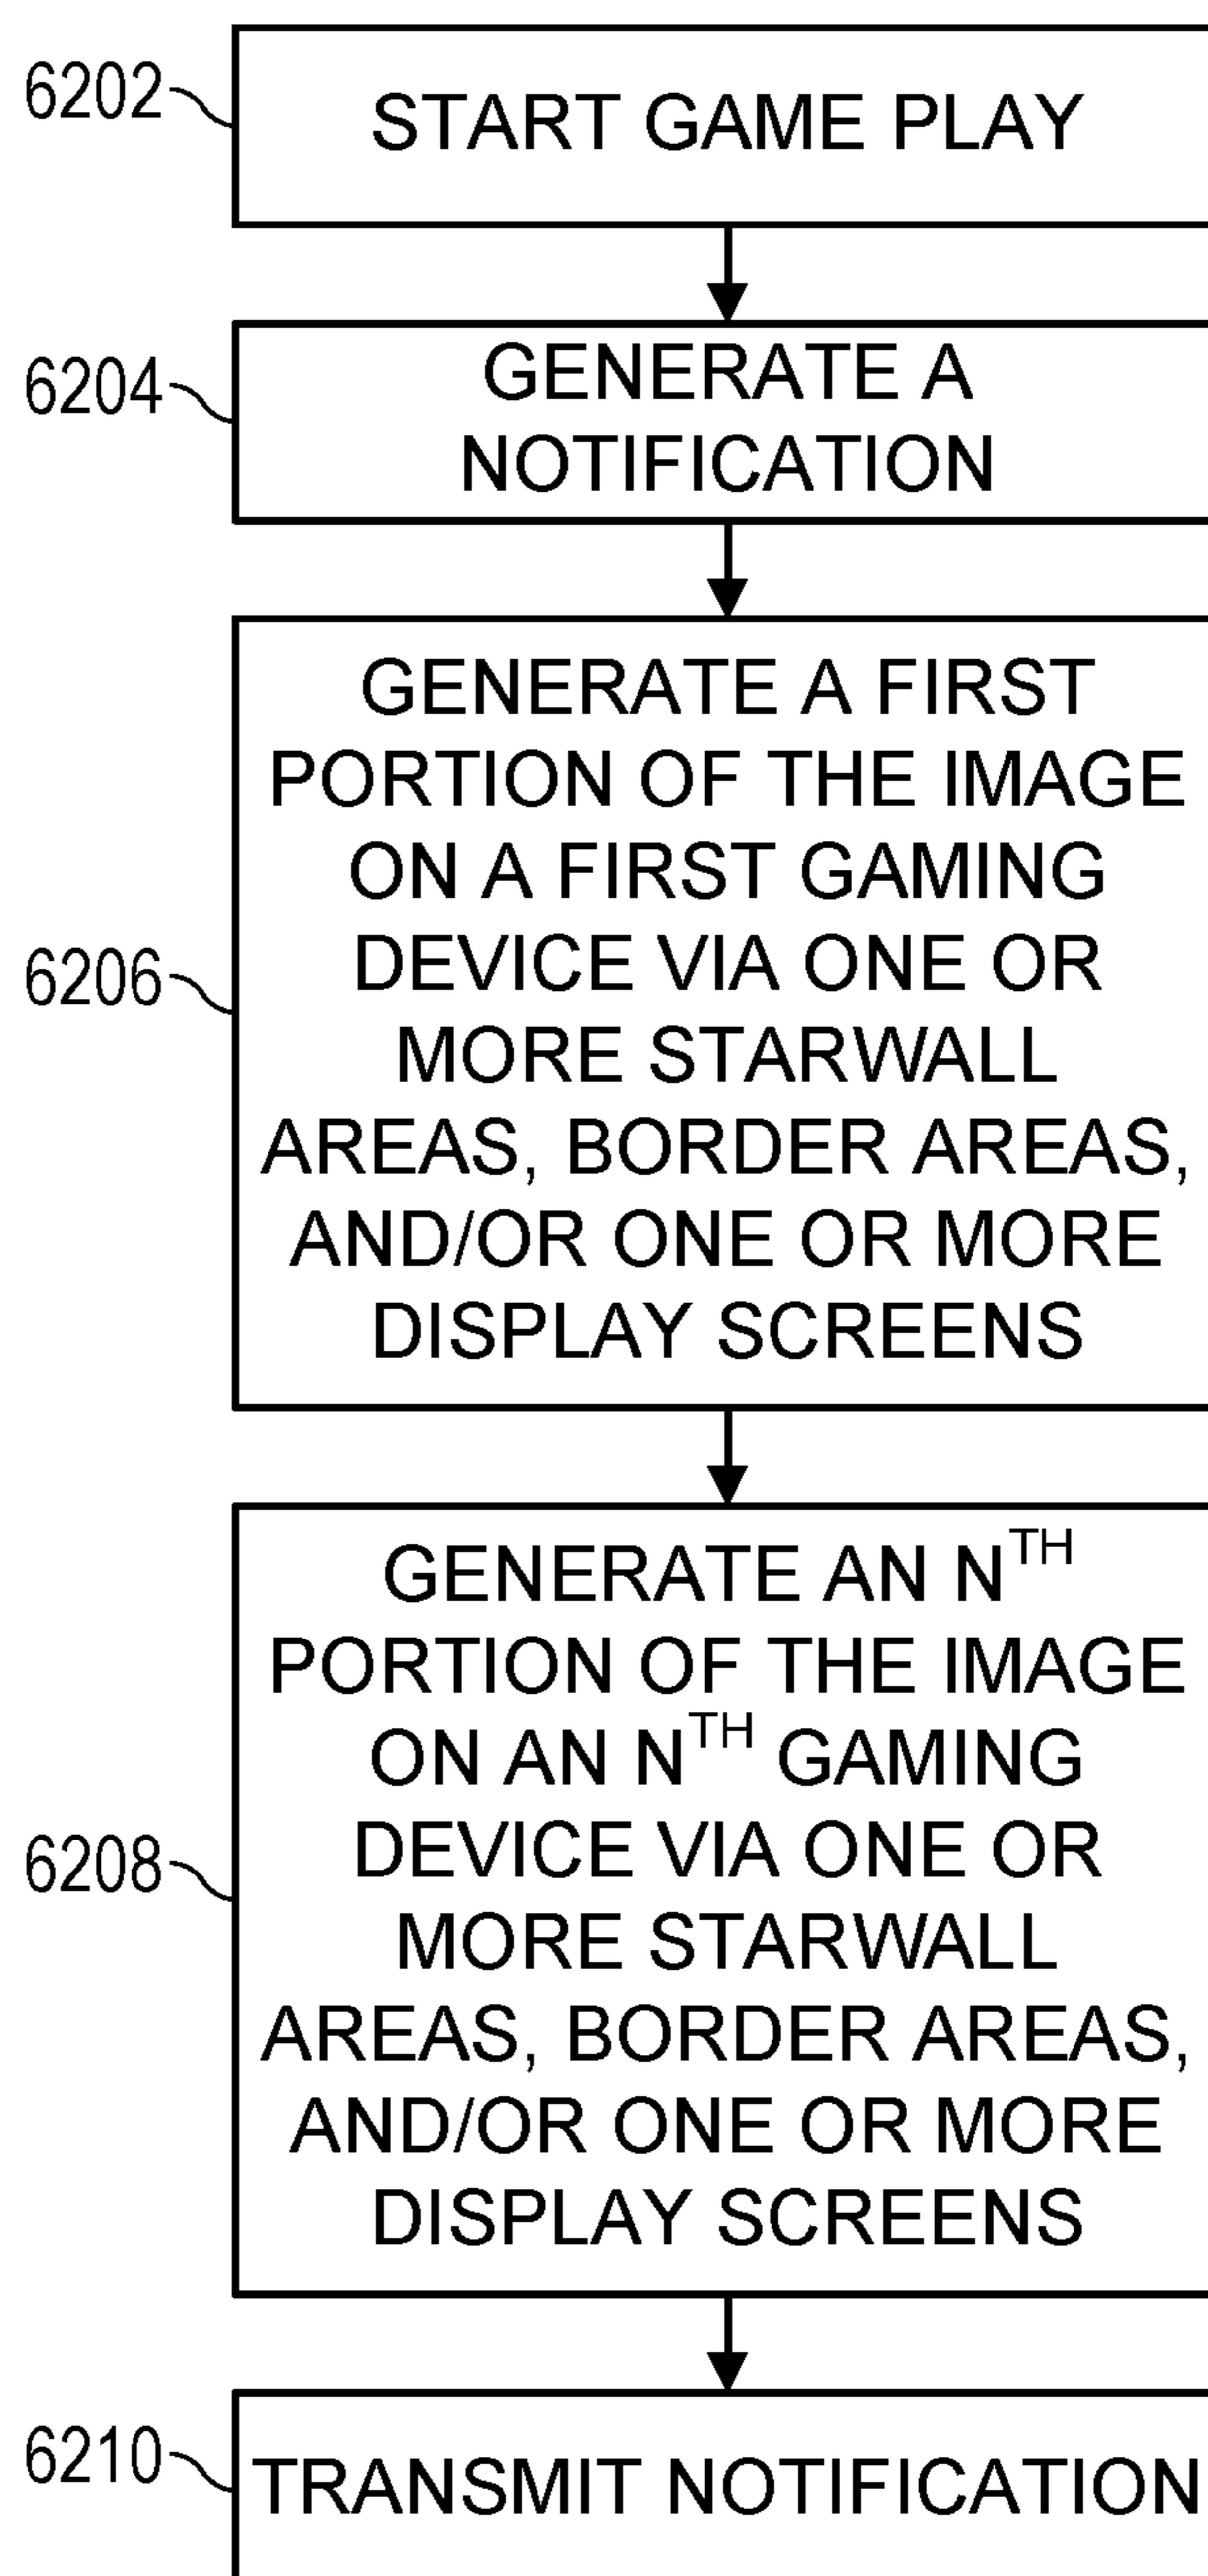 6202
START GAME PLAY
6204
GENERATE A
NOTIFICATION
6206
GENERATE A FIRST
PORTION OF THE IMAGE
ON A FIRST GAMING
DEVICE VIA ONE OR
MORE STARWALL
AREAS, BORDER AREAS,
AND/OR ONE OR MORE
DISPLAY SCREENS
6208
GENERATE AN N^TH
PORTION OF THE IMAGE
ON AN N^TH GAMING
DEVICE VIA ONE OR
MORE STARWALL
AREAS, BORDER AREAS,
AND/OR ONE OR MORE
DISPLAY SCREENS
6210
TRANSMIT NOTIFICATION